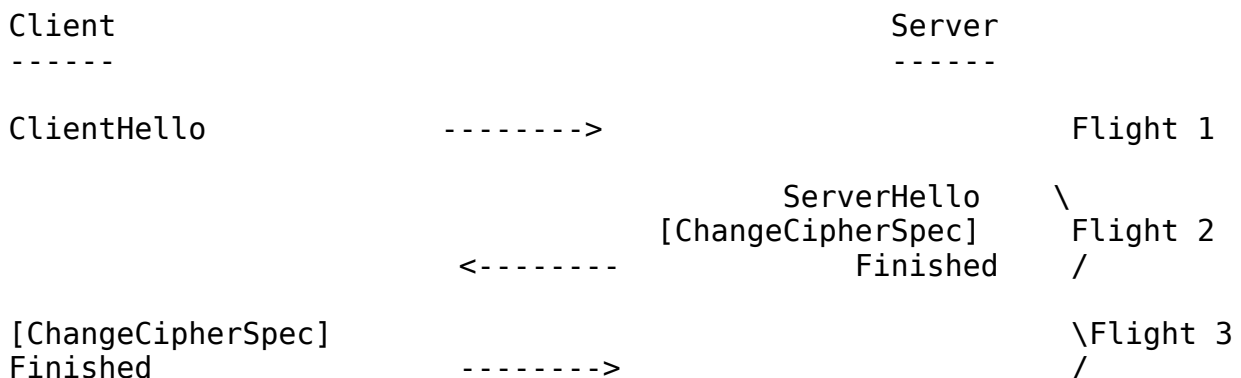 Client                                          Server
------                                          ------
ClientHello             -------->                         Flight 1
                                          ServerHello    \
                                   [ChangeCipherSpec]     Flight 2
                        <--------             Finished    /
[ChangeCipherSpec]                                        \Flight 3
Finished                -------->                         /